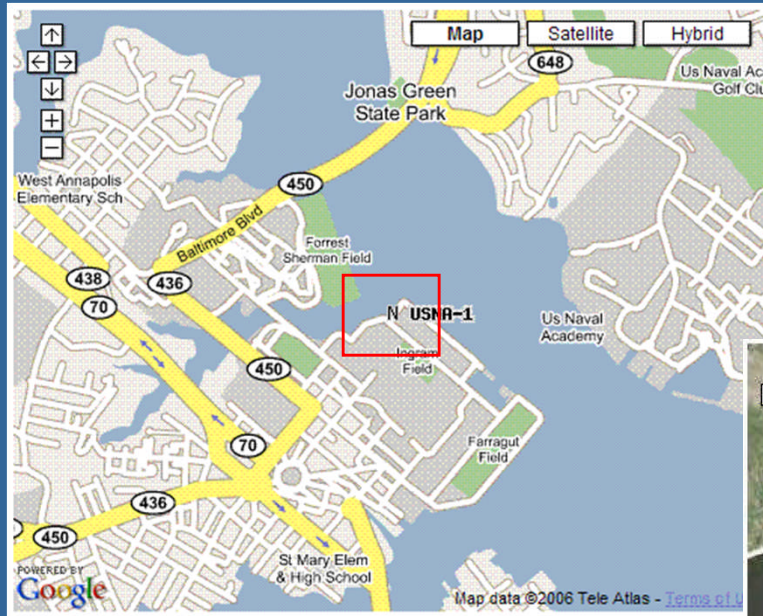 Map Satellite Hybrid
648
Us Naval Ac
Golf Clu
Jonas Green
State Park
West Annapolis
Elementary Sch
450
Baltimore Blvd
Forrest
Sherman Field
438
436
70
N USNA-1
Us Naval
Academy
Ingram
Field
450
70
Farragut
Field
436
450
St Mary Elem
& High School
POWERED BY
Google
Map data ©2006 Tele Atlas - Terms of U